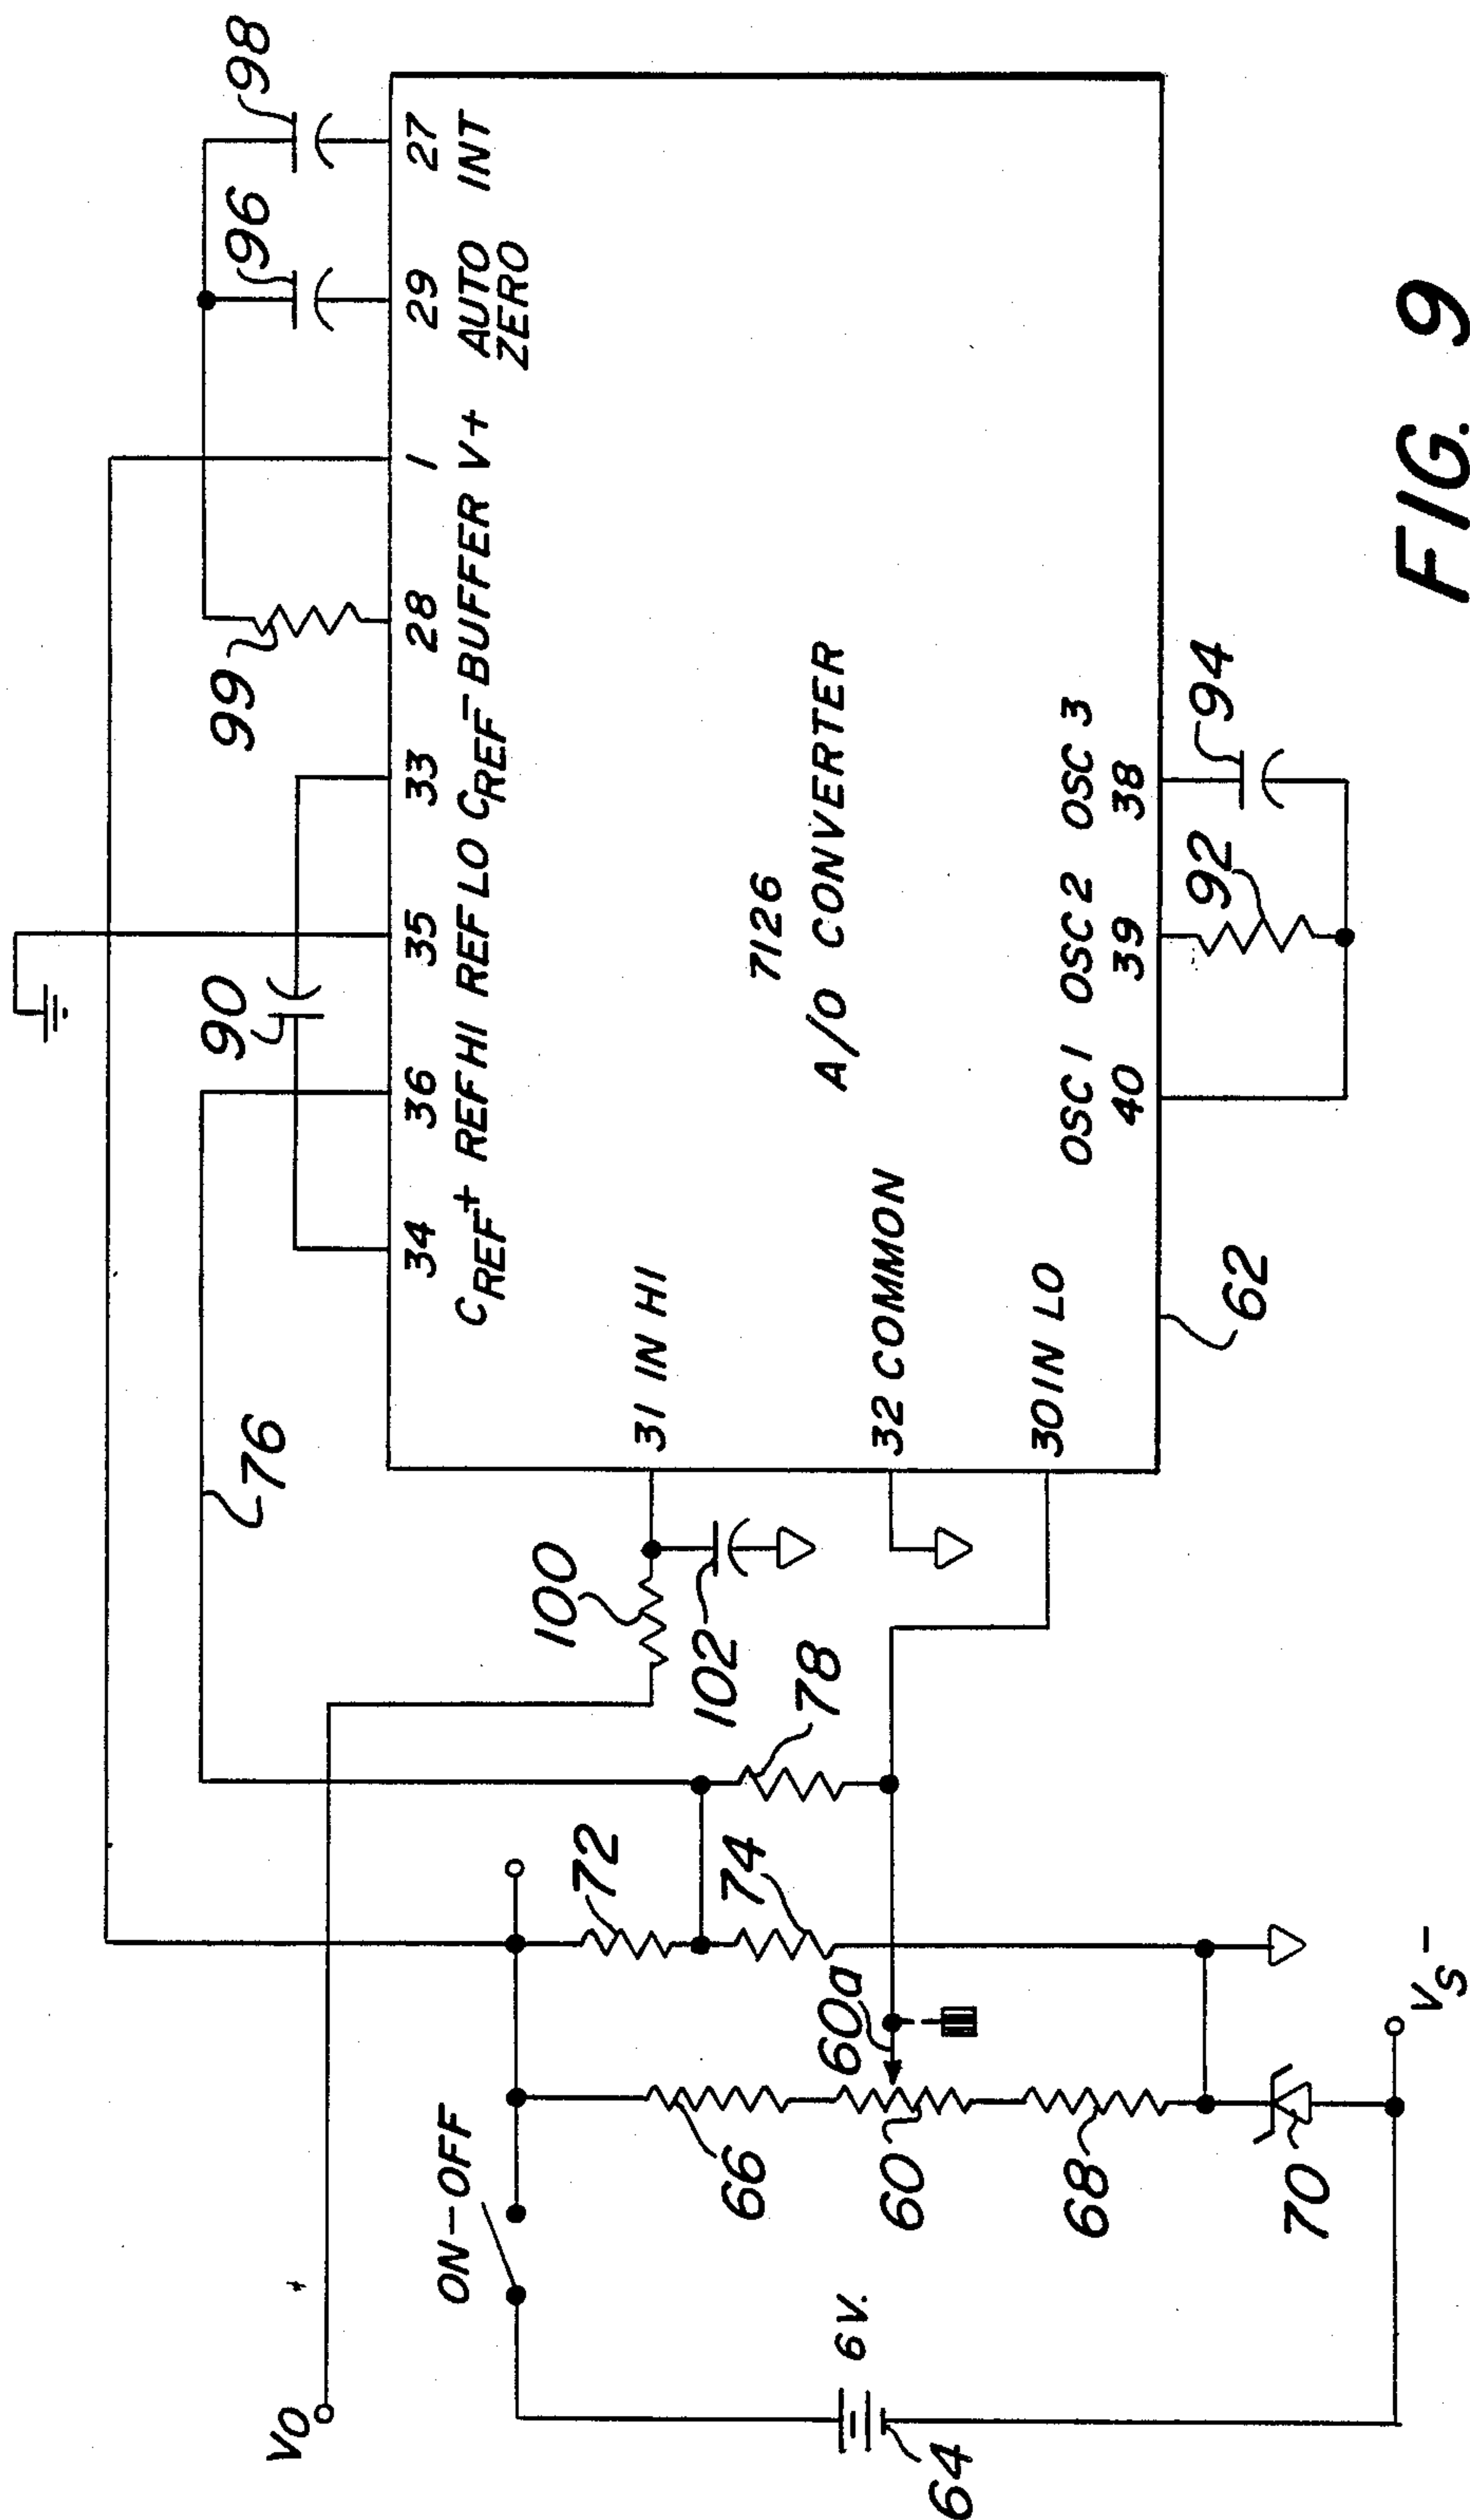 90 99 96 98
76
VO
34 36 35 33 28 1 29 27
CREF+ REF HI REF LO CREF− BUFFER V+ AUTO ZERO INT
ON-OFF
100
72
31 IN HI
102
66
74
7126
A/O CONVERTER
78
60a
6V.
32 COMMON
60
64
30 IN LO
OSC 1 OSC 2 OSC 3
68
40 39 38
92 94
62
70
VS −
FIG. 9